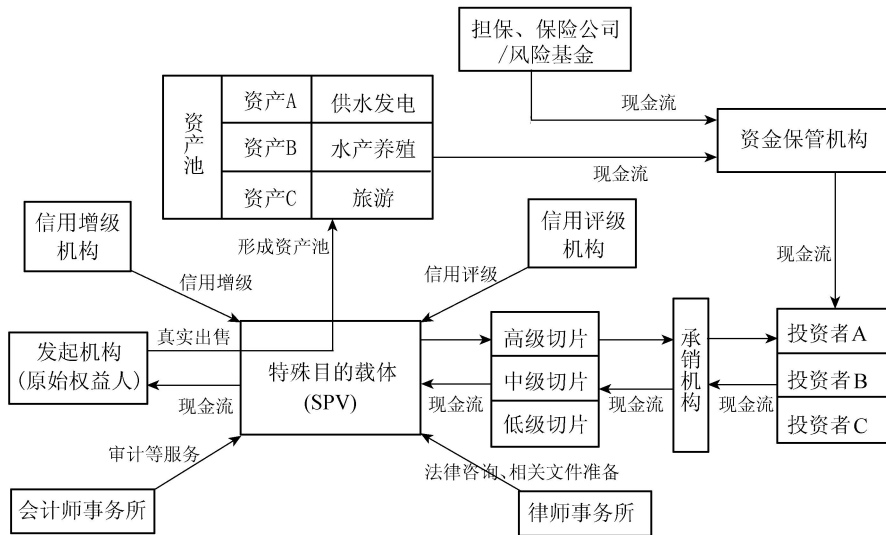 担保、保险公司
/风险基金
现金流
资产池
资产A
供水发电
资产B
水产养殖
资产C
旅游
现金流
资金保管机构
信用增级
机构
形成资产池
信用评级
机构
现金流
信用增级
信用评级
发起机构
(原始权益人)
真实出售
现金流
特殊目的载体
(SPV)
高级切片
中级切片
低级切片
现金流
现金流
承销机构
现金流
投资者A
投资者B
投资者C
审计等服务
法律咨询、相关文件准备
会计师事务所
律师事务所